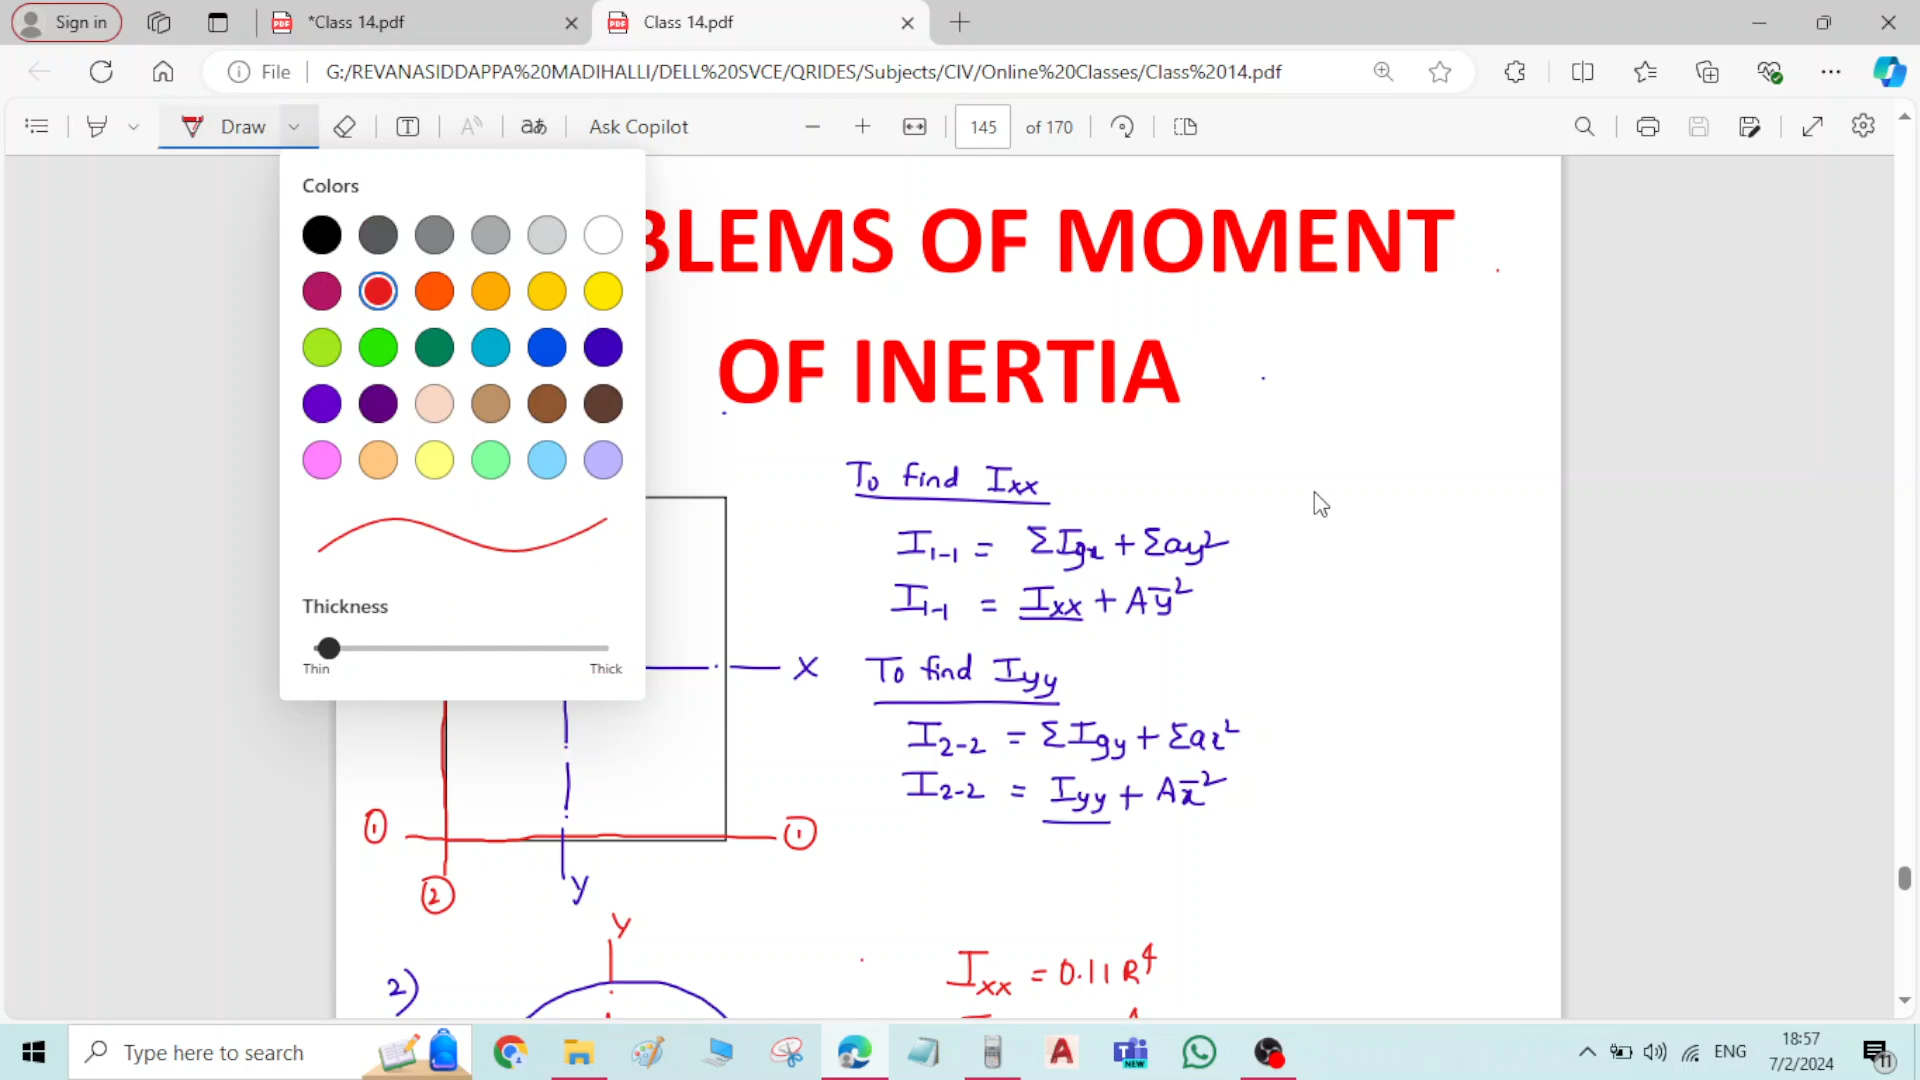 Sign in
*Class 14.pdf
Class 14.pdf
File
G:/REVANASIDDAPPA%20MADIHALLI/DELL%20SVCE/QRIDES/Subjects/CIV/Online%20Classes/Class%2014.pdf
Draw
Ask Copilot
145 of 170
Colors
Thickness
Thin Thick
BLEMS OF MOMENT
OF INERTIA
To find Ixx
I1-1 = ΣIgx + Σay²
I1-1 = Ixx + Aȳ²
X
To find Iyy
I2-2 = ΣIgy + Σax²
I2-2 = Iyy + Ax̄²
① ①
②
y
y
2)
Ixx = 0.11 R⁴
Type here to search
ENG
18:57
7/2/2024
11